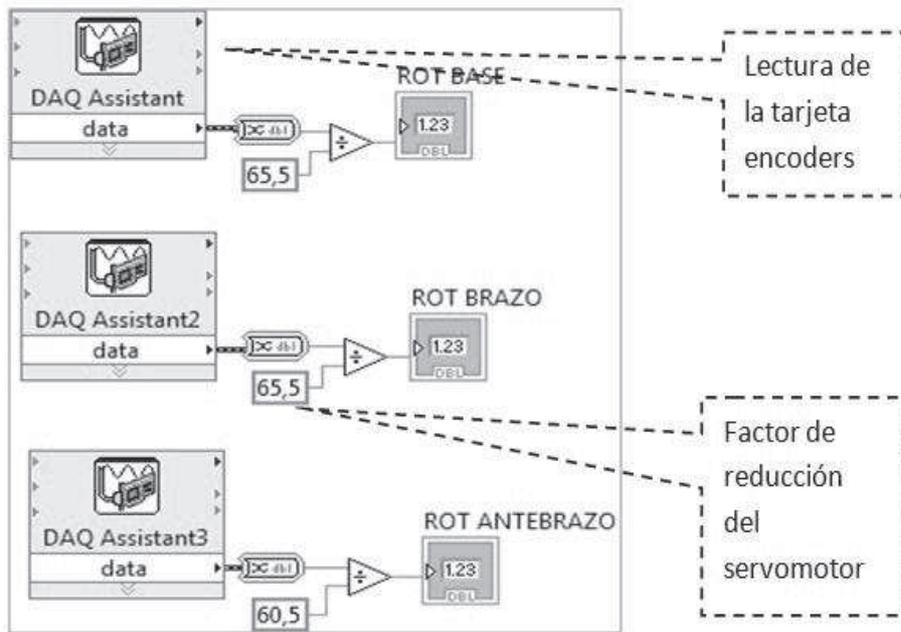 DAQ Assistant
data
ROT BASE
1.23
DBL
65,5
Lectura de
la tarjeta
encoders
DAQ Assistant2
data
ROT BRAZO
1.23
DBL
65,5
Factor de
reducción
del
servomotor
DAQ Assistant3
data
ROT ANTEBRAZO
1.23
DBL
60,5